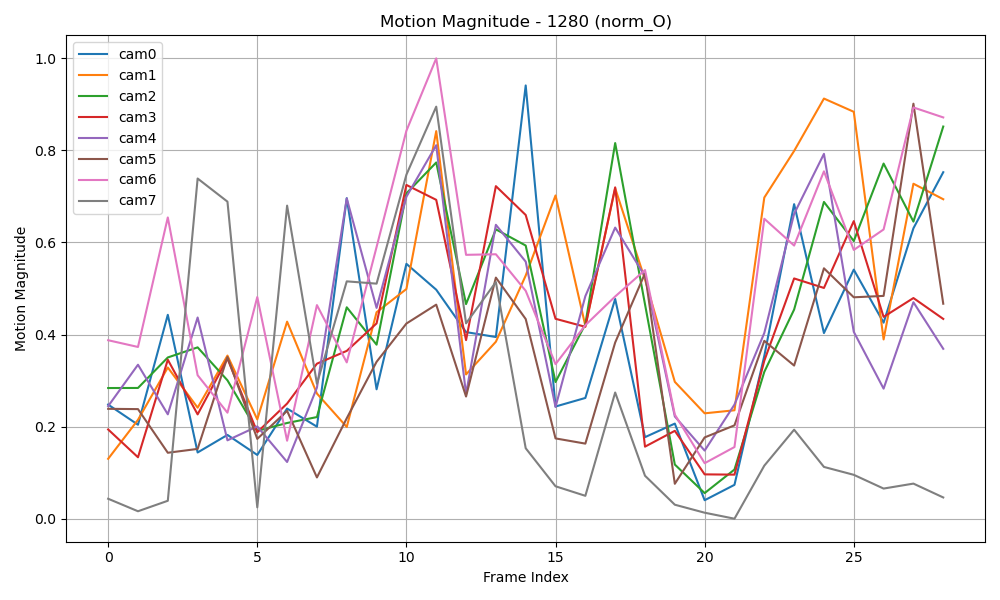 Motion Magnitude - 1280 (norm_O)
1.0
0.8
0.6
0.4
0.2
0.0
Motion Magnitude
cam0
cam1
cam2
cam3
cam4
cam5
cam6
cam7
0 5 10 15 20 25
Frame Index